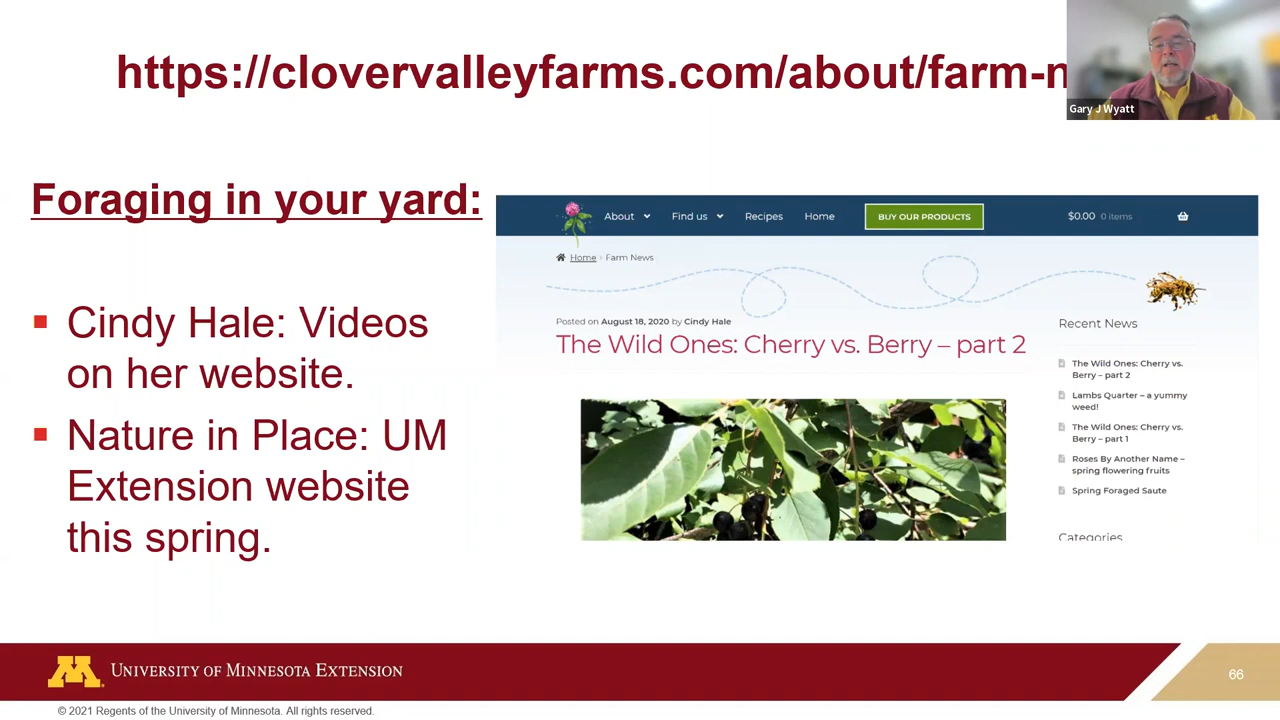 https://clovervalleyfarms.com/about/farm-n
Gary J Wyatt
Foraging in your yard:
Cindy Hale: Videos
on her website.
Nature in Place: UM
Extension website
this spring.
About
Find us
Recipes
Home
BUY OUR PRODUCTS
$0.00 0 items
Home › Farm News
Posted on August 18, 2020 by Cindy Hale
The Wild Ones: Cherry vs. Berry – part 2
Recent News
The Wild Ones: Cherry vs.
Berry – part 2
Lambs Quarter – a yummy
weed!
The Wild Ones: Cherry vs.
Berry – part 1
Roses By Another Name –
spring flowering fruits
Spring Foraged Saute
Categories
M
UNIVERSITY OF MINNESOTA EXTENSION
66
© 2021 Regents of the University of Minnesota. All rights reserved.